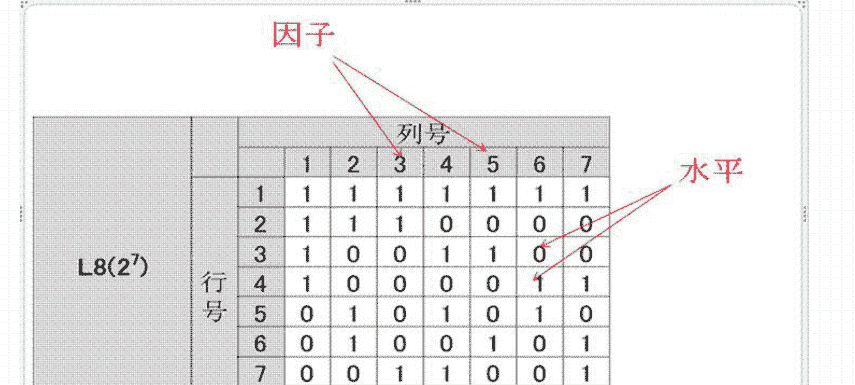 因子
列号
1 2 3 4 5 6 7
水平
1 1 1 1 1 1 1 1
2 1 1 1 0 0 0 0
3 1 0 0 1 1 0 0
L8(2⁷)
行号
4 1 0 0 0 0 1 1
5 0 1 0 1 0 1 0
6 0 1 0 0 1 0 1
7 0 0 1 1 0 0 1